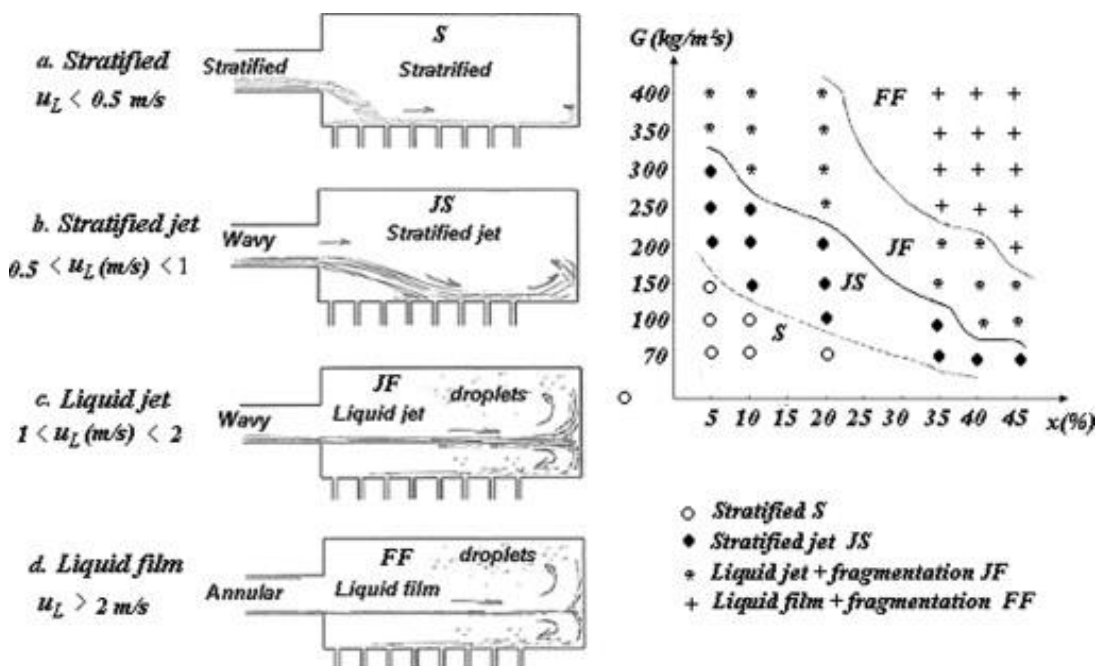 a. Stratified
u_L < 0.5 m/s
Stratified
S
Stratrified
b. Stratified jet
0.5 < u_L (m/s) < 1
Wavy
JS
Stratified jet
c. Liquid jet
1 < u_L (m/s) < 2
Wavy
JF
Liquid jet
droplets
d. Liquid film
u_L > 2 m/s
Annular
FF
Liquid film
droplets
G (kg/m²s)
400
350
300
250
200
150
100
70
FF
JF
JS
S
5 10 15 20 25 30 35 40 45 x(%)
Stratified S
Stratified jet JS
Liquid jet + fragmentation JF
Liquid film + fragmentation FF